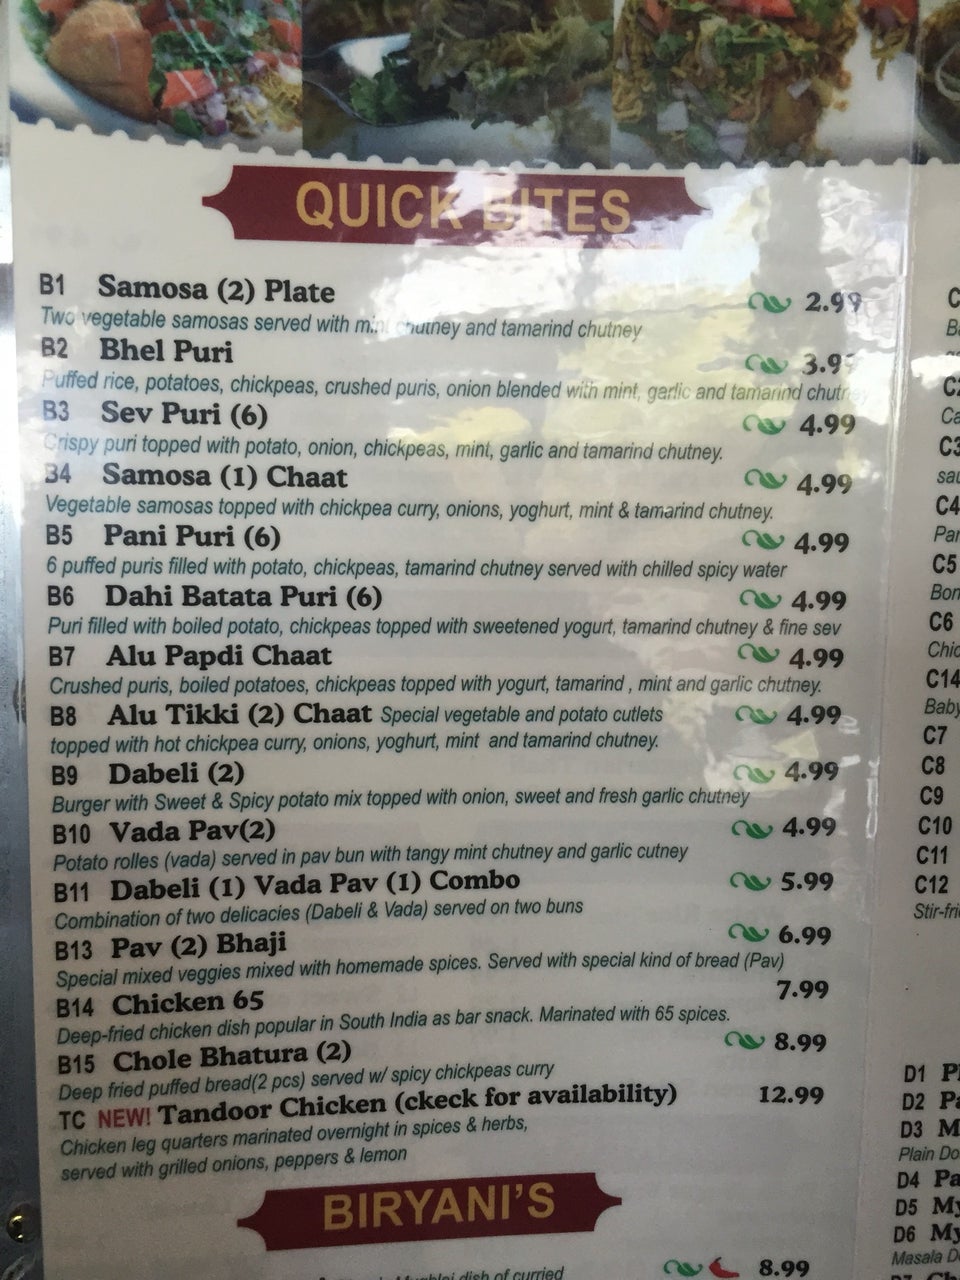 QUICK BITES
B1 Samosa (2) Plate 2.99
Two vegetable samosas served with mint chutney and tamarind chutney
B2 Bhel Puri 3.99
Puffed rice, potatoes, chickpeas, crushed puris, onion blended with mint, garlic and tamarind chutney
B3 Sev Puri (6) 4.99
Crispy puri topped with potato, onion, chickpeas, mint, garlic and tamarind chutney.
B4 Samosa (1) Chaat 4.99
Vegetable samosas topped with chickpea curry, onions, yoghurt, mint & tamarind chutney.
B5 Pani Puri (6) 4.99
6 puffed puris filled with potato, chickpeas, tamarind chutney served with chilled spicy water
B6 Dahi Batata Puri (6) 4.99
Puri filled with boiled potato, chickpeas topped with sweetened yogurt, tamarind chutney & fine sev
B7 Alu Papdi Chaat 4.99
Crushed puris, boiled potatoes, chickpeas topped with yogurt, tamarind , mint and garlic chutney.
B8 Alu Tikki (2) Chaat Special vegetable and potato cutlets 4.99
topped with hot chickpea curry, onions, yoghurt, mint and tamarind chutney.
B9 Dabeli (2) 4.99
Burger with Sweet & Spicy potato mix topped with onion, sweet and fresh garlic chutney
B10 Vada Pav(2) 4.99
Potato rolles (vada) served in pav bun with tangy mint chutney and garlic cutney
B11 Dabeli (1) Vada Pav (1) Combo 5.99
Combination of two delicacies (Dabeli & Vada) served on two buns
B13 Pav (2) Bhaji 6.99
Special mixed veggies mixed with homemade spices. Served with special kind of bread (Pav)
B14 Chicken 65 7.99
Deep-fried chicken dish popular in South India as bar snack. Marinated with 65 spices.
B15 Chole Bhatura (2) 8.99
Deep fried puffed bread(2 pcs) served w/ spicy chickpeas curry
TC NEW! Tandoor Chicken (ckeck for availability) 12.99
Chicken leg quarters marinated overnight in spices & herbs,
served with grilled onions, peppers & lemon
BIRYANI'S
dish of curried 8.99
C3
C4
C5
C6
C14
Baby
C7
C8
C9
C10
C11
C12
D1
D2
D3
Plain
D4
D5
D6
Masala